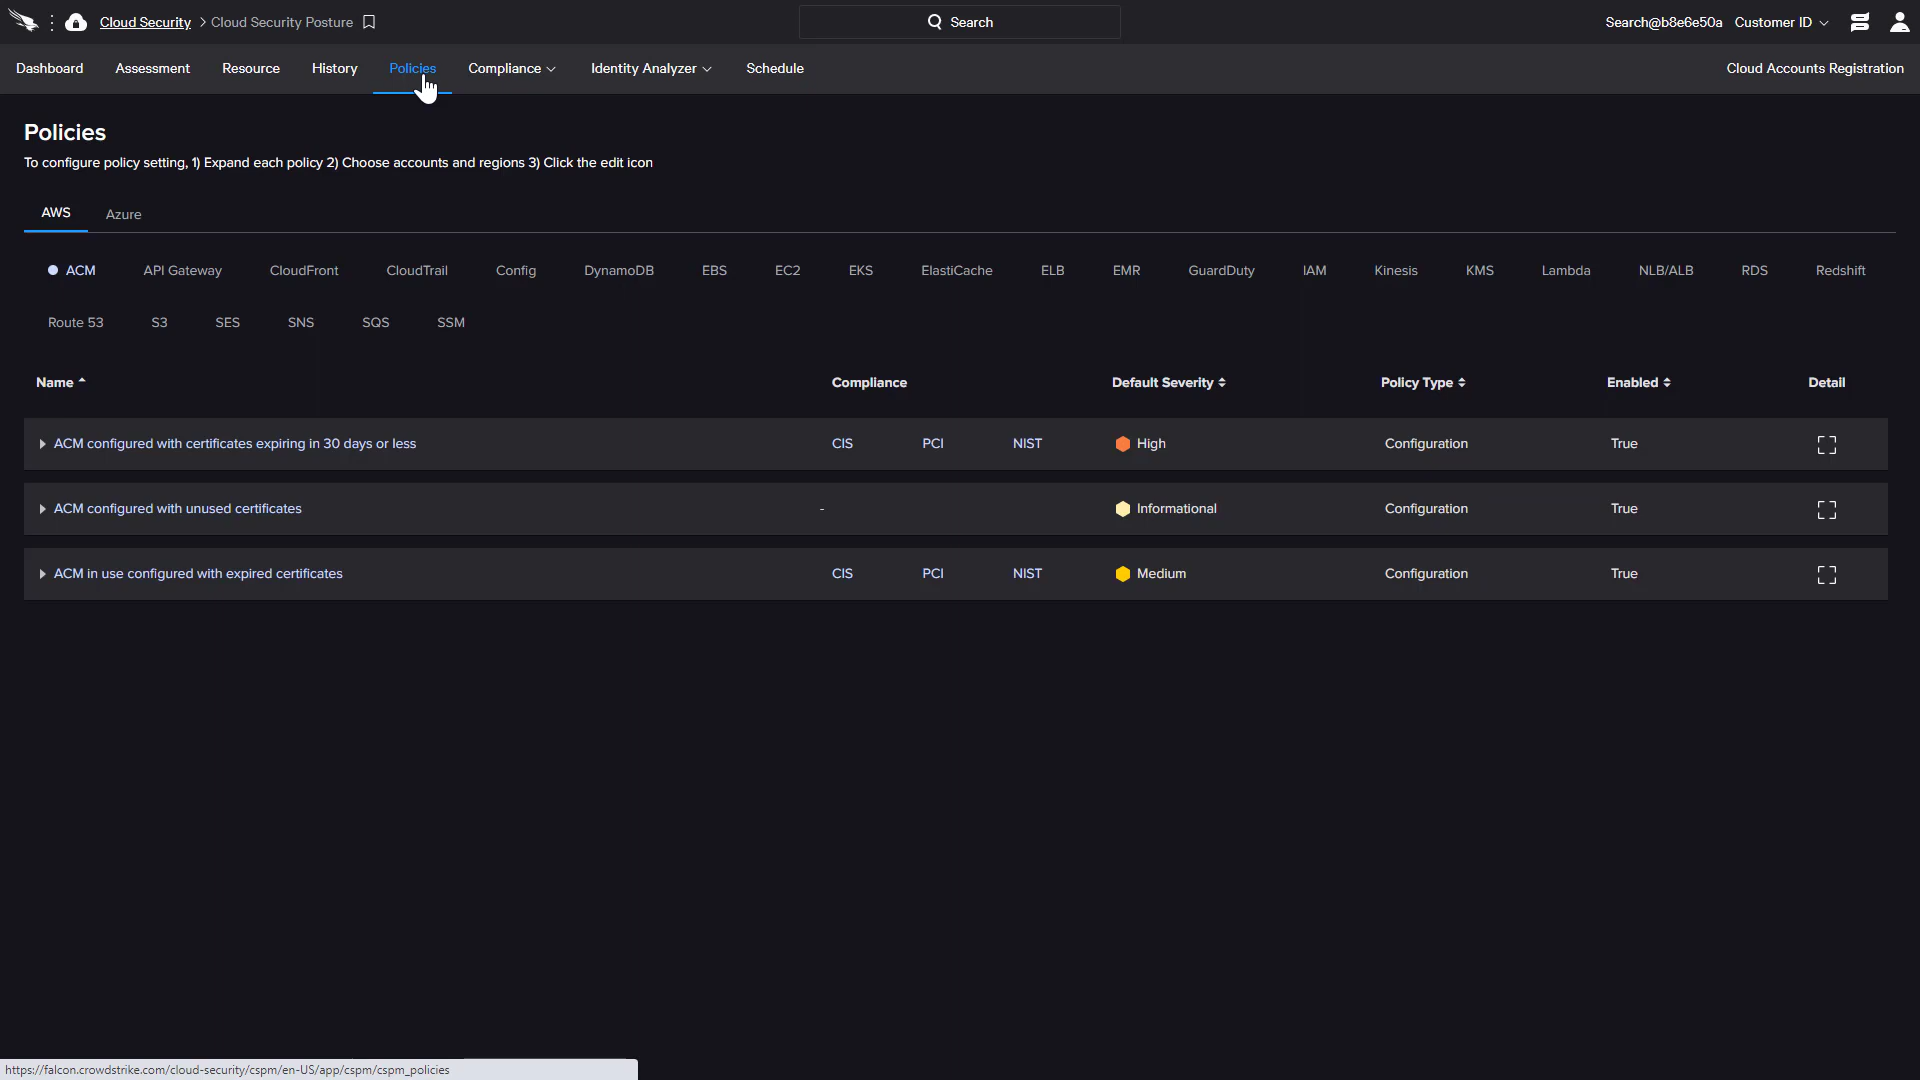 Cloud Security > Cloud Security Posture
Search
Search@b8e6e50a Customer ID
Dashboard Assessment Resource History Policies Compliance Identity Analyzer Schedule Cloud Accounts Registration
Policies
To configure policy setting, 1) Expand each policy 2) Choose accounts and regions 3) Click the edit icon
AWS Azure
ACM API Gateway CloudFront CloudTrail Config DynamoDB EBS EC2 EKS ElastiCache ELB EMR GuardDuty IAM Kinesis KMS Lambda NLB/ALB RDS Redshift
Route 53 S3 SES SNS SQS SSM
Name Compliance Default Severity Policy Type Enabled Detail
ACM configured with certificates expiring in 30 days or less CIS PCI NIST High Configuration True
ACM configured with unused certificates - Informational Configuration True
ACM in use configured with expired certificates CIS PCI NIST Medium Configuration True
https://falcon.crowdstrike.com/cloud-security/cspm/en-US/app/cspm/cspm_policies